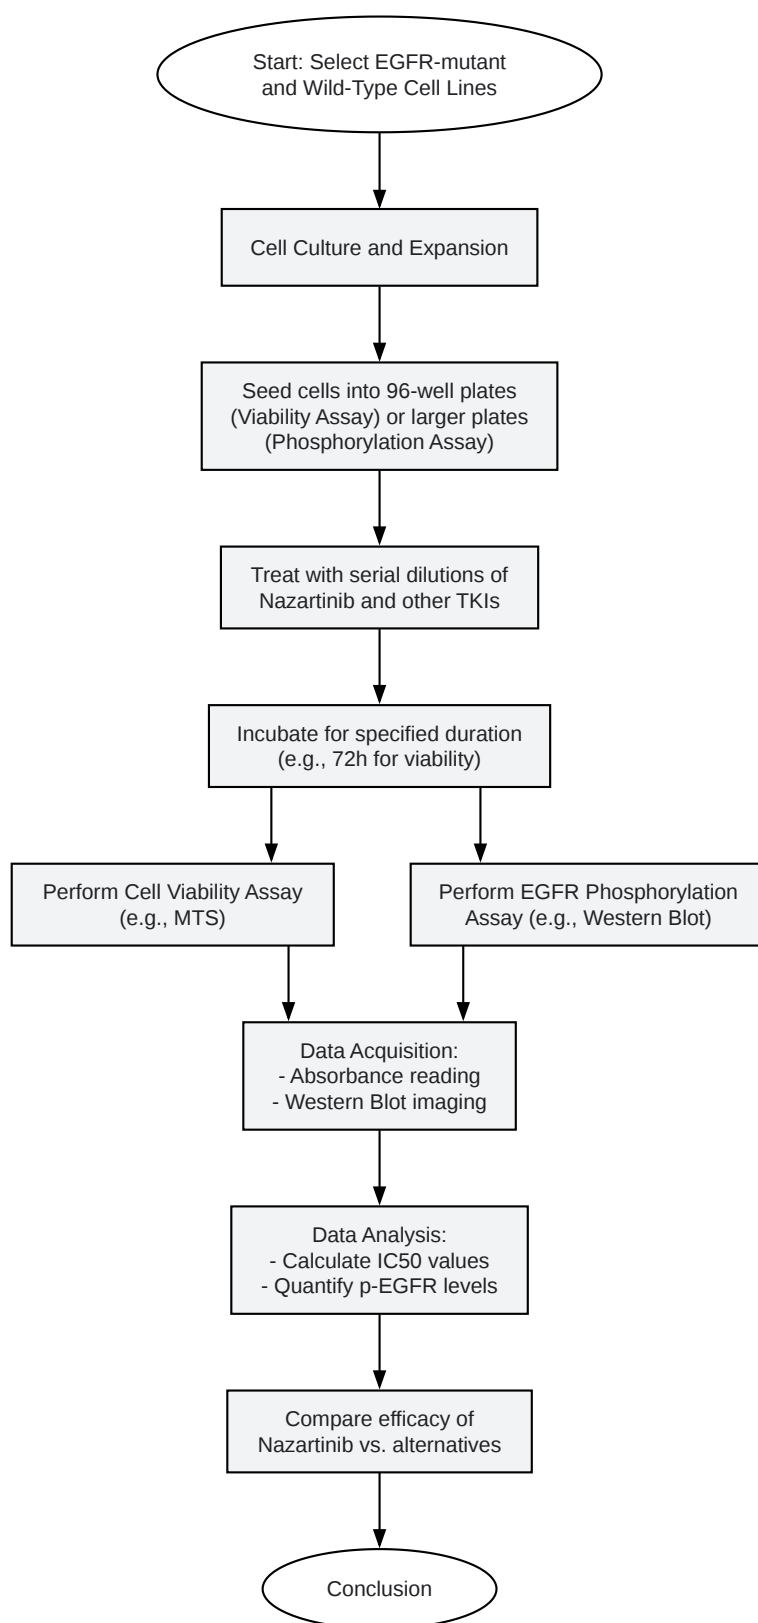 Start: Select EGFR-mutant
and Wild-Type Cell Lines
Cell Culture and Expansion
Seed cells into 96-well plates
(Viability Assay) or larger plates
(Phosphorylation Assay)
Treat with serial dilutions of
Nazartinib and other TKIs
Incubate for specified duration
(e.g., 72h for viability)
Perform Cell Viability Assay
(e.g., MTS)
Perform EGFR Phosphorylation
Assay (e.g., Western Blot)
Data Acquisition:
- Absorbance reading
- Western Blot imaging
Data Analysis:
- Calculate IC50 values
- Quantify p-EGFR levels
Compare efficacy of
Nazartinib vs. alternatives
Conclusion